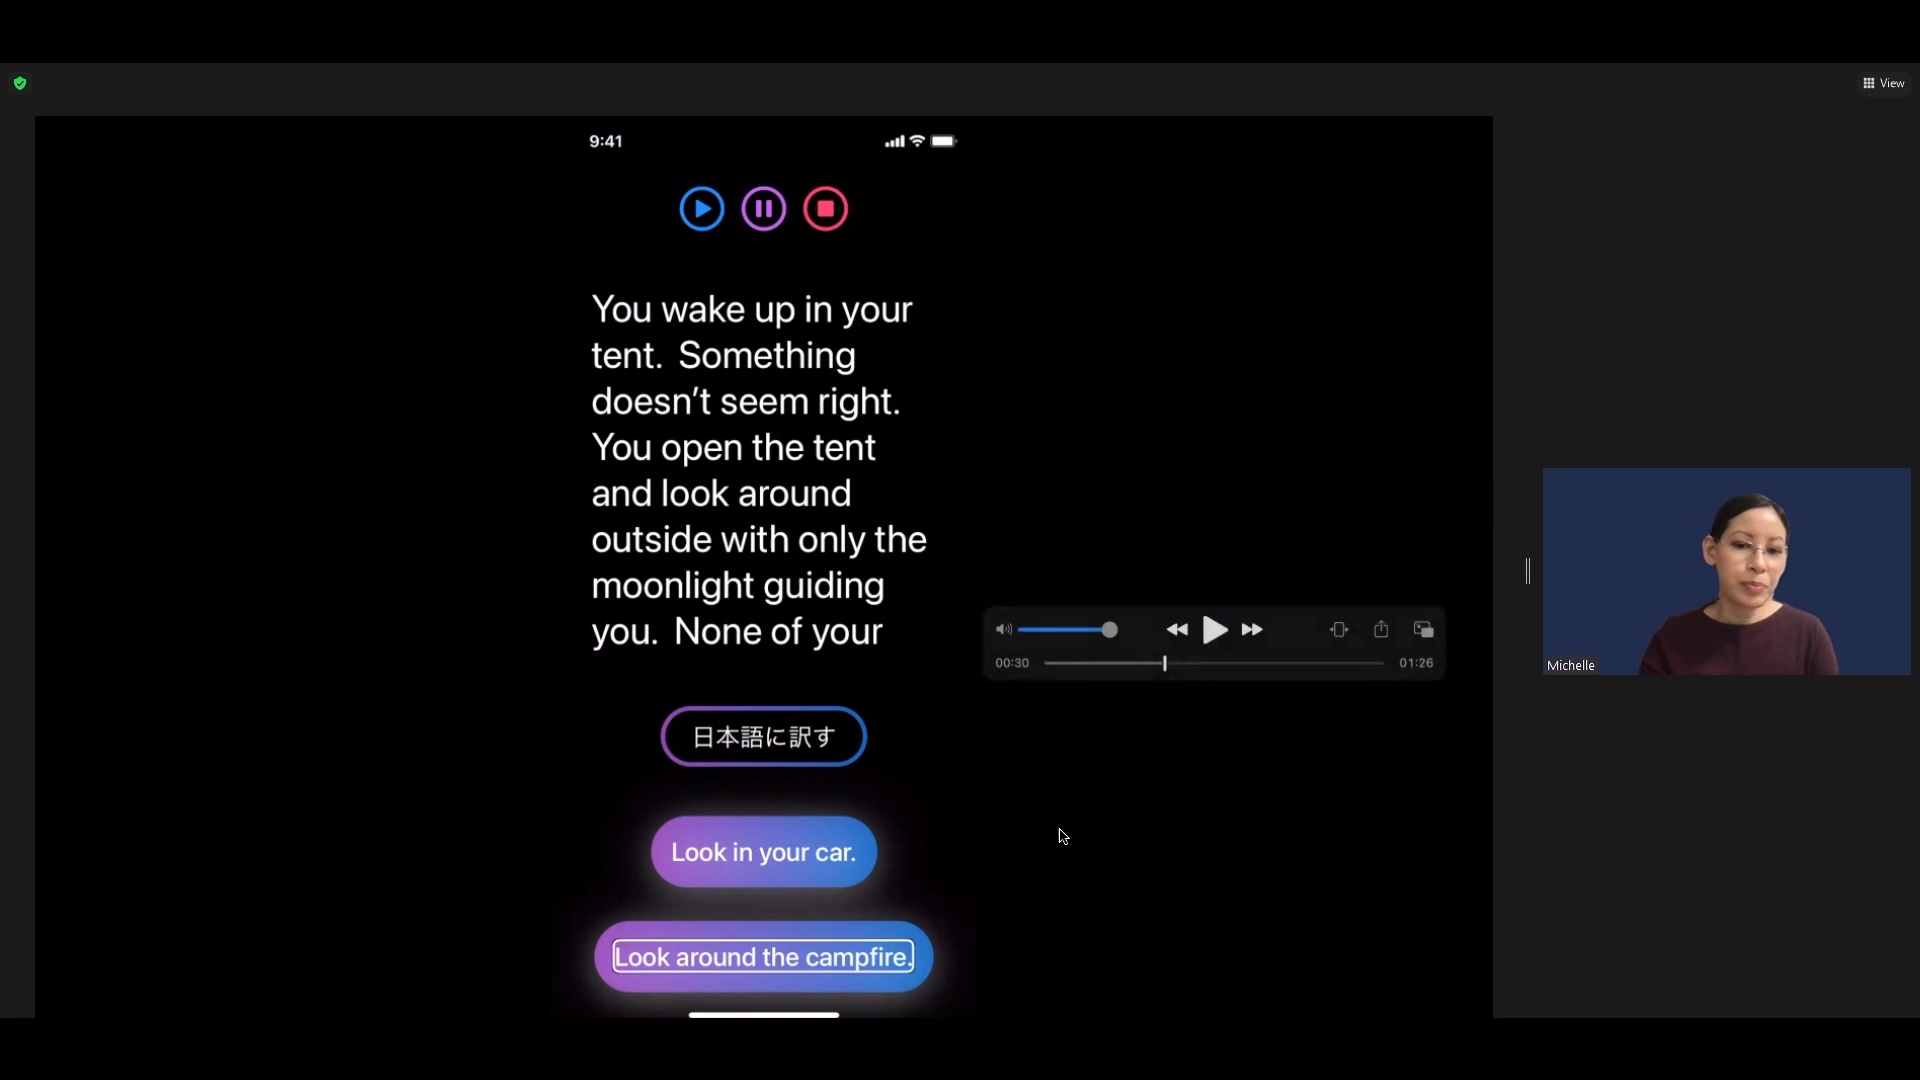 View
9:41
You wake up in your
tent.  Something
doesn’t seem right.
You open the tent
and look around
outside with only the
moonlight guiding
you.  None of your
00:30
01:26
Michelle
日本語に訳す
Look in your car.
Look around the campfire.